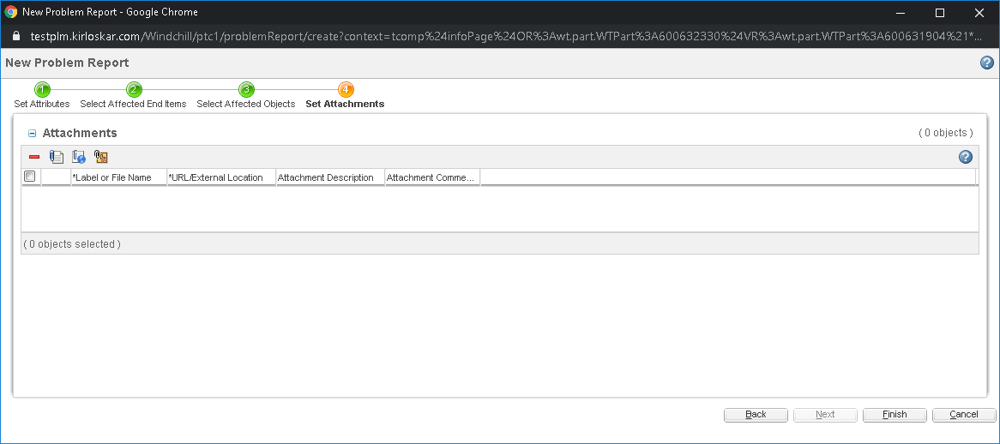 New Problem Report - Google Chrome
testplm.kirloskar.com/Windchill/ptc1/problemReport/create?context=tcomp%24infoPage%24OR%3Awt.part.WTPart%3A600632330%24VR%3Awt.part.WTPart%3A600631904%21*...
New Problem Report ?
1 2 3 4
Set Attributes Select Affected End Items Select Affected Objects Set Attachments
Attachments ( 0 objects )
?
*Label or File Name *URL/External Location Attachment Description Attachment Comme...
( 0 objects selected )
Back Next Finish Cancel